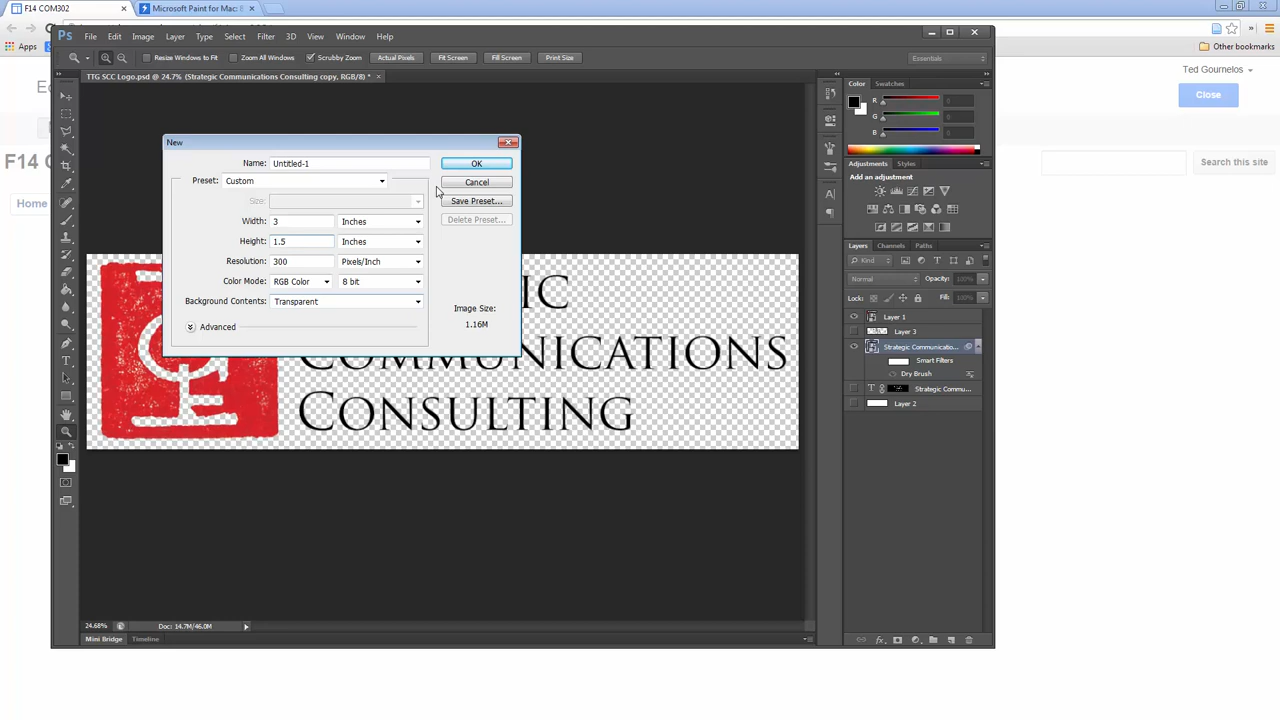 F14 COM302
Microsoft Paint for Mac: E
Apps
Other bookmarks
Ted Gournelos
Close
Search this site
F14
Home
Ps File Edit Image Layer Type Select Filter 3D View Window Help
Resize Windows to Fit Zoom All Windows Scrubby Zoom Actual Pixels Fit Screen Fill Screen Print Size Essentials
TTG SCC Logo.psd @ 24.7% (Strategic Communications Consulting copy, RGB/8) *
New
Name: Untitled-1 OK
Preset: Custom Cancel
Size: Save Preset...
Width: 3 Inches Delete Preset...
Height: 1.5 Inches
Resolution: 300 Pixels/Inch
Color Mode: RGB Color 8 bit
Background Contents: Transparent
Advanced
Image Size:
1.16M
IC
COMMUNICATIONS
CONSULTING
Color Swatches
R
G
B
Adjustments Styles
Add an adjustment
Layers Channels Paths
Kind
Normal Opacity:
Lock: Fill: 100%
Layer 1
Layer 3
Strategic Communicatio...
Smart Filters
Dry Brush
T Strategic Commu...
Layer 2
24.68% Doc: 14.7M/46.0M
Mini Bridge Timeline